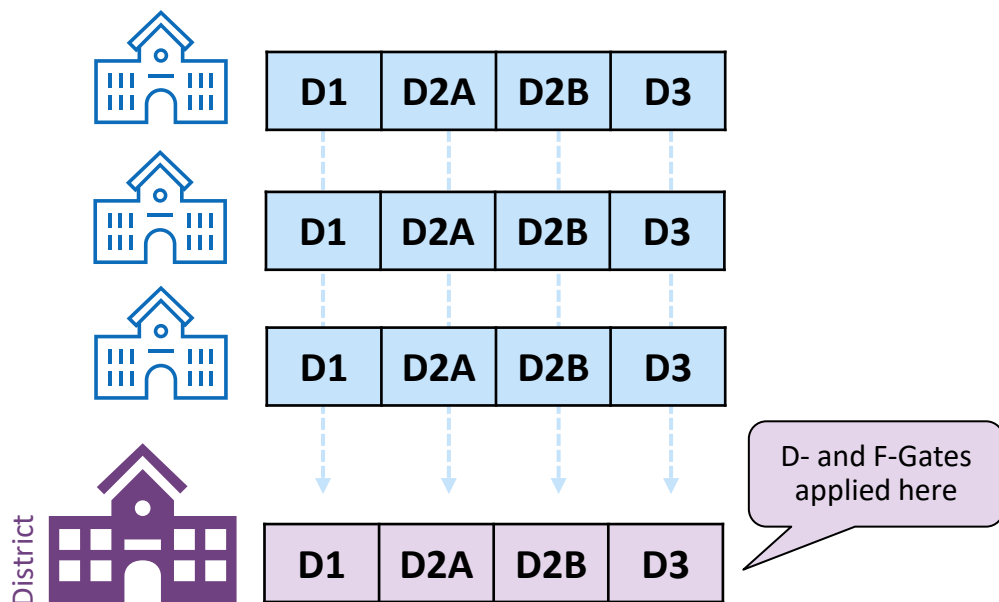 D1 D2A D2B D3
D1 D2A D2B D3
D1 D2A D2B D3
D- and F-Gates
applied here
District
D1 D2A D2B D3